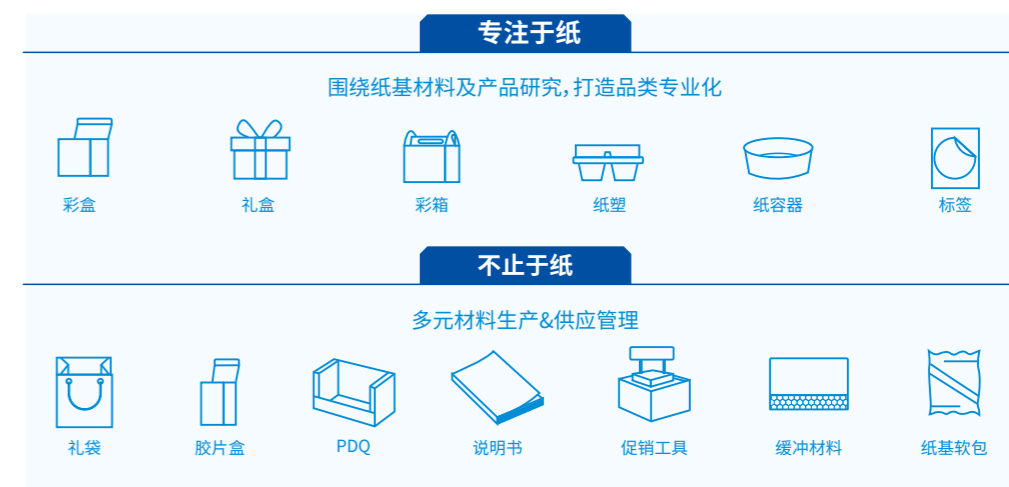 专注于纸
围绕纸基材料及产品研究,打造品类专业化
彩盒 礼盒 彩箱 纸塑 纸容器 标签
不止于纸
多元材料生产&供应管理
礼袋 胶片盒 PDQ 说明书 促销工具 缓冲材料 纸基软包